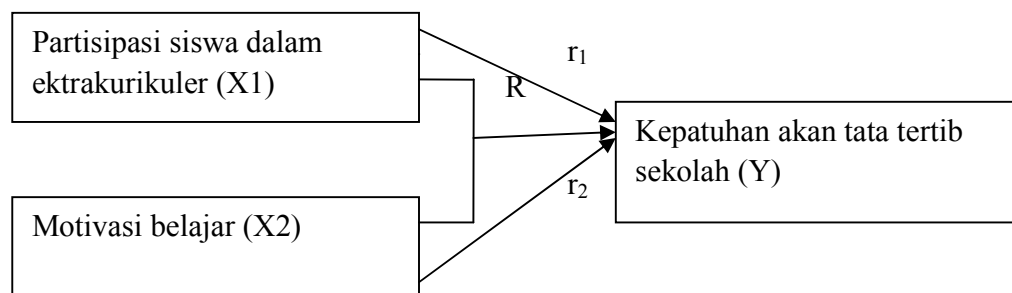 Partisipasi siswa dalam
ektrakurikuler (X1)
r₁
R
Kepatuhan akan tata tertib
sekolah (Y)
r₂
Motivasi belajar (X2)